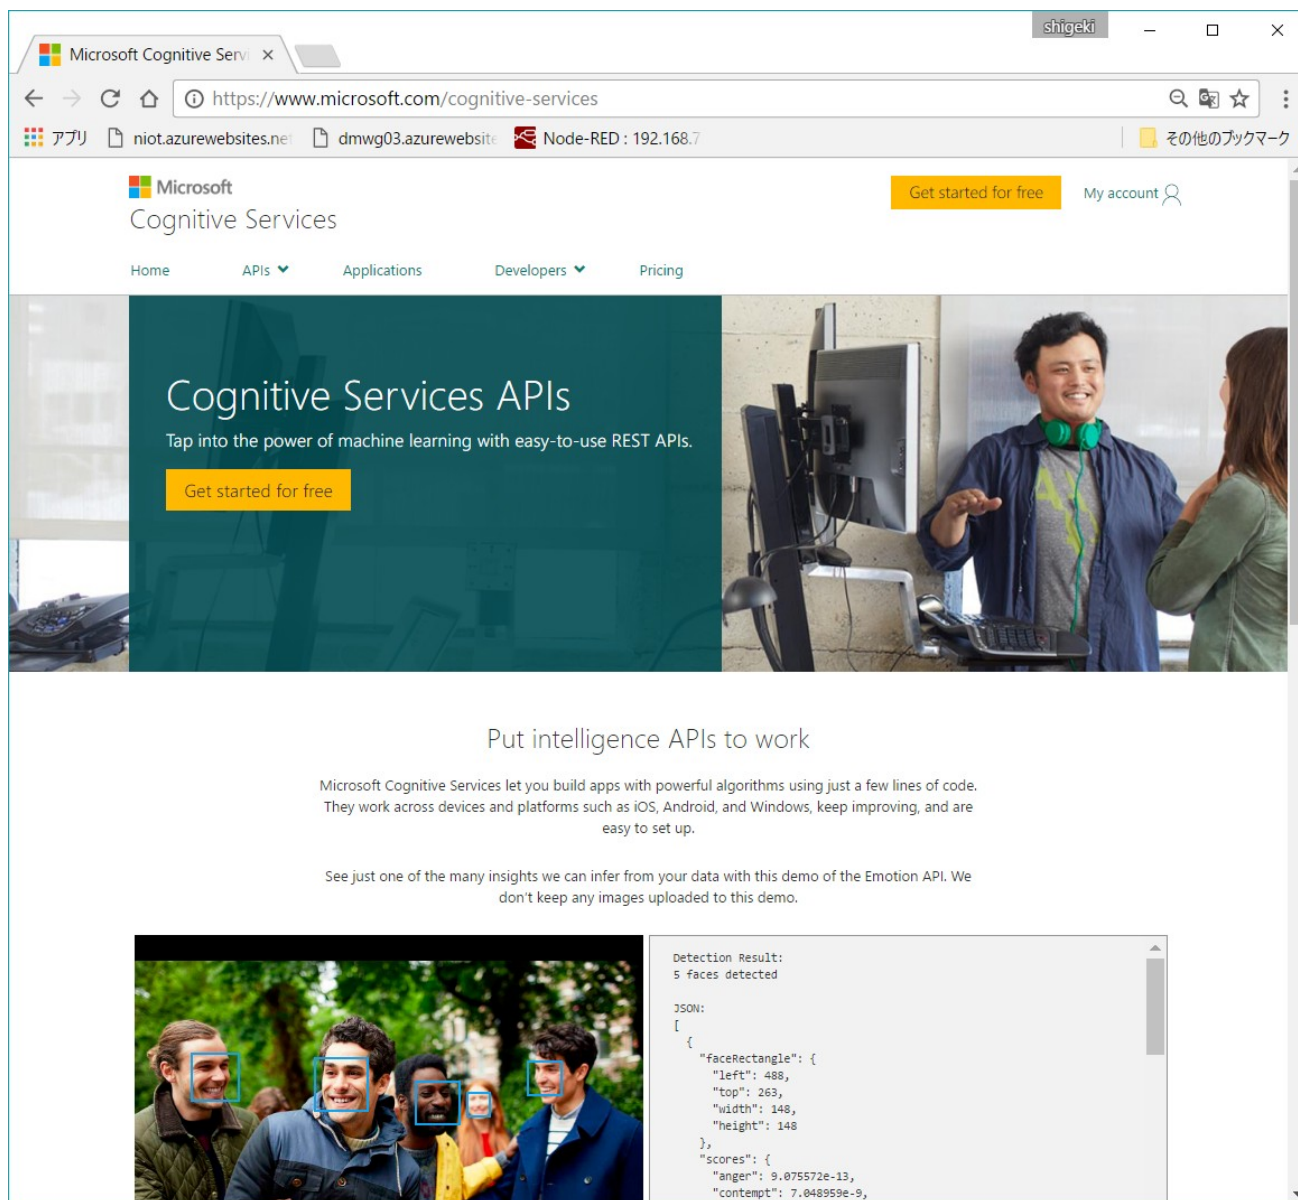 shigeki
Microsoft Cognitive Servi
https://www.microsoft.com/cognitive-services
アプリ niot.azurewebsites.net dmwg03.azurewebsite Node-RED : 192.168.7 その他のブックマーク
Microsoft
Cognitive Services
Get started for free My account
Home APIs Applications Developers Pricing
Cognitive Services APIs
Tap into the power of machine learning with easy-to-use REST APIs.
Get started for free
Put intelligence APIs to work
Microsoft Cognitive Services let you build apps with powerful algorithms using just a few lines of code.
They work across devices and platforms such as iOS, Android, and Windows, keep improving, and are
easy to set up.
See just one of the many insights we can infer from your data with this demo of the Emotion API. We
don't keep any images uploaded to this demo.
Detection Result:
5 faces detected
JSON:
[
{
"faceRectangle": {
"left": 488,
"top": 263,
"width": 148,
"height": 148
},
"scores": {
"anger": 9.075572e-13,
"contempt": 7.048959e-9,